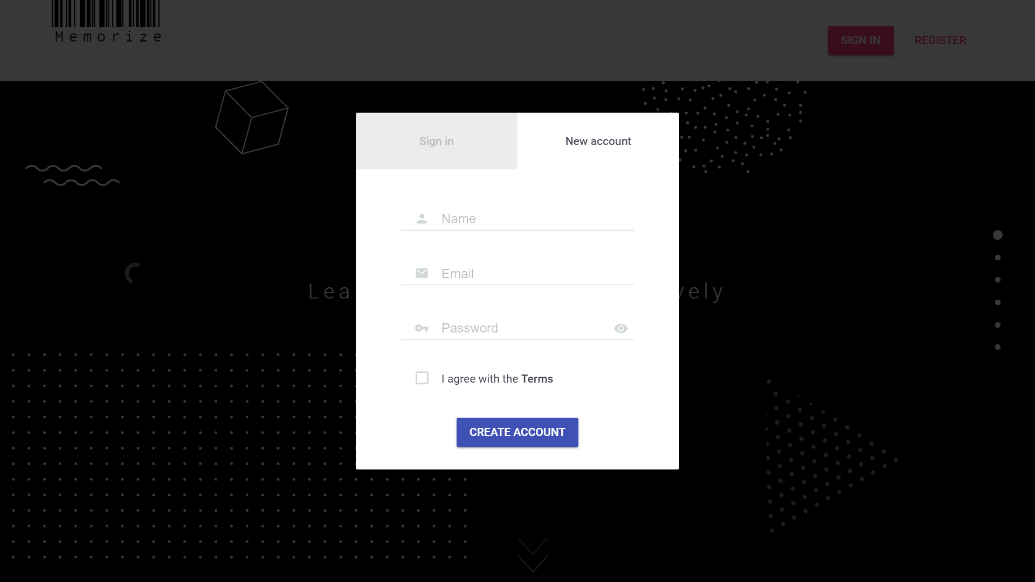 Memorize
SIGN IN
REGISTER
Sign in
New account
Name
Email
Password
I agree with the Terms
CREATE ACCOUNT